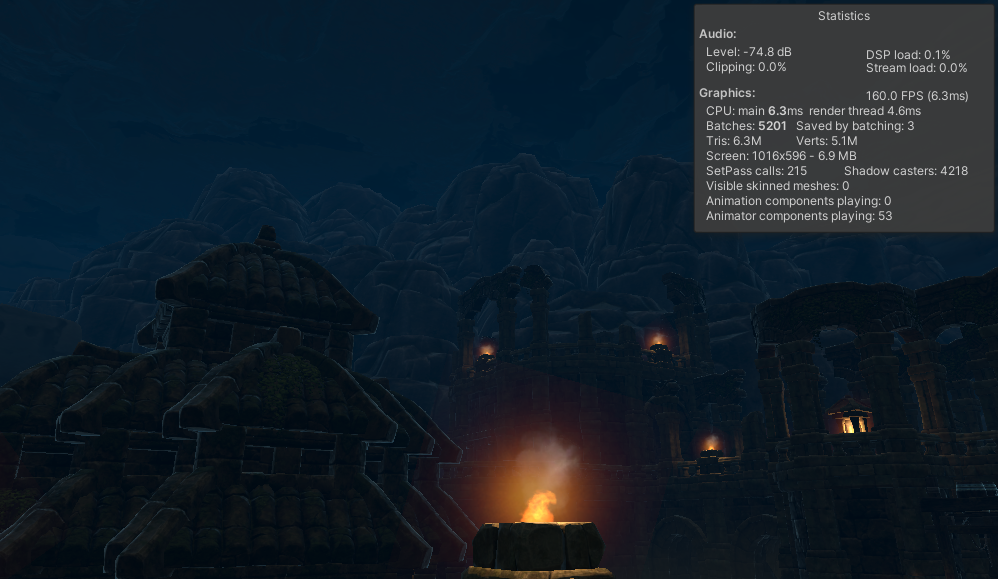 Statistics
Audio:
Level: -74.8 dB DSP load: 0.1%
Clipping: 0.0% Stream load: 0.0%
Graphics: 160.0 FPS (6.3ms)
CPU: main 6.3ms render thread 4.6ms
Batches: 5201 Saved by batching: 3
Tris: 6.3M Verts: 5.1M
Screen: 1016x596 - 6.9 MB
SetPass calls: 215 Shadow casters: 4218
Visible skinned meshes: 0
Animation components playing: 0
Animator components playing: 53